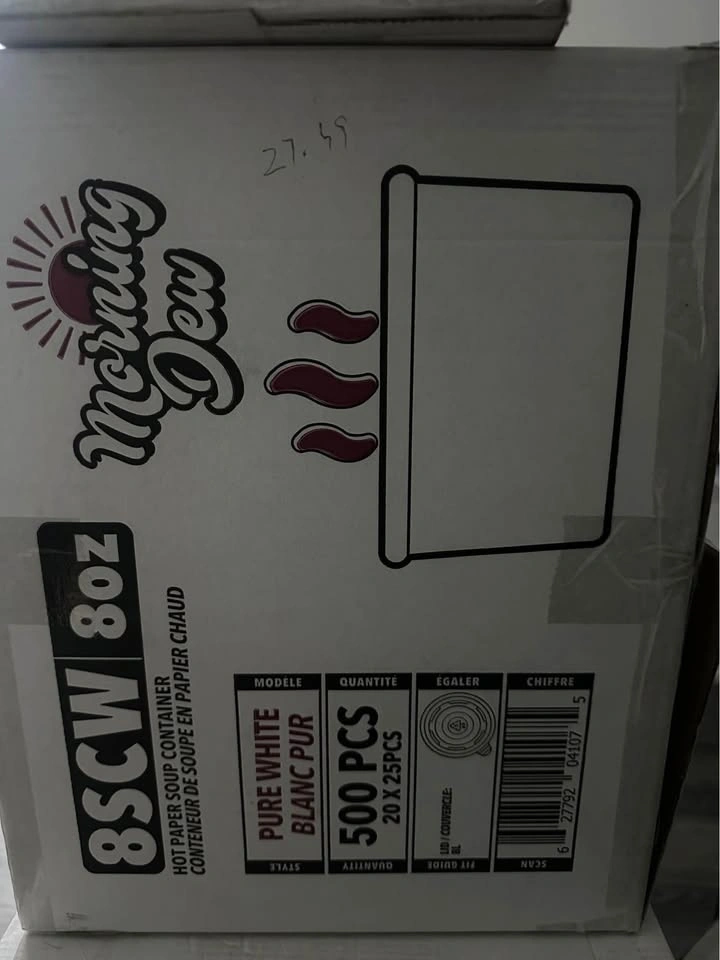 27.49
Morning
Dew
8SCW 8oz
HOT PAPER SOUP CONTAINER
CONTENEUR DE SOUPE EN PAPIER CHAUD
STYLE
PURE WHITE
BLANC PUR
MODÈLE
QUANTITY
500 PCS
20 X 25PCS
QUANTITÉ
FIT GUIDE
LID / COUVERCLE:
8L
ÉGALER
SCAN
6 27792 04107 5
CHIFFRE